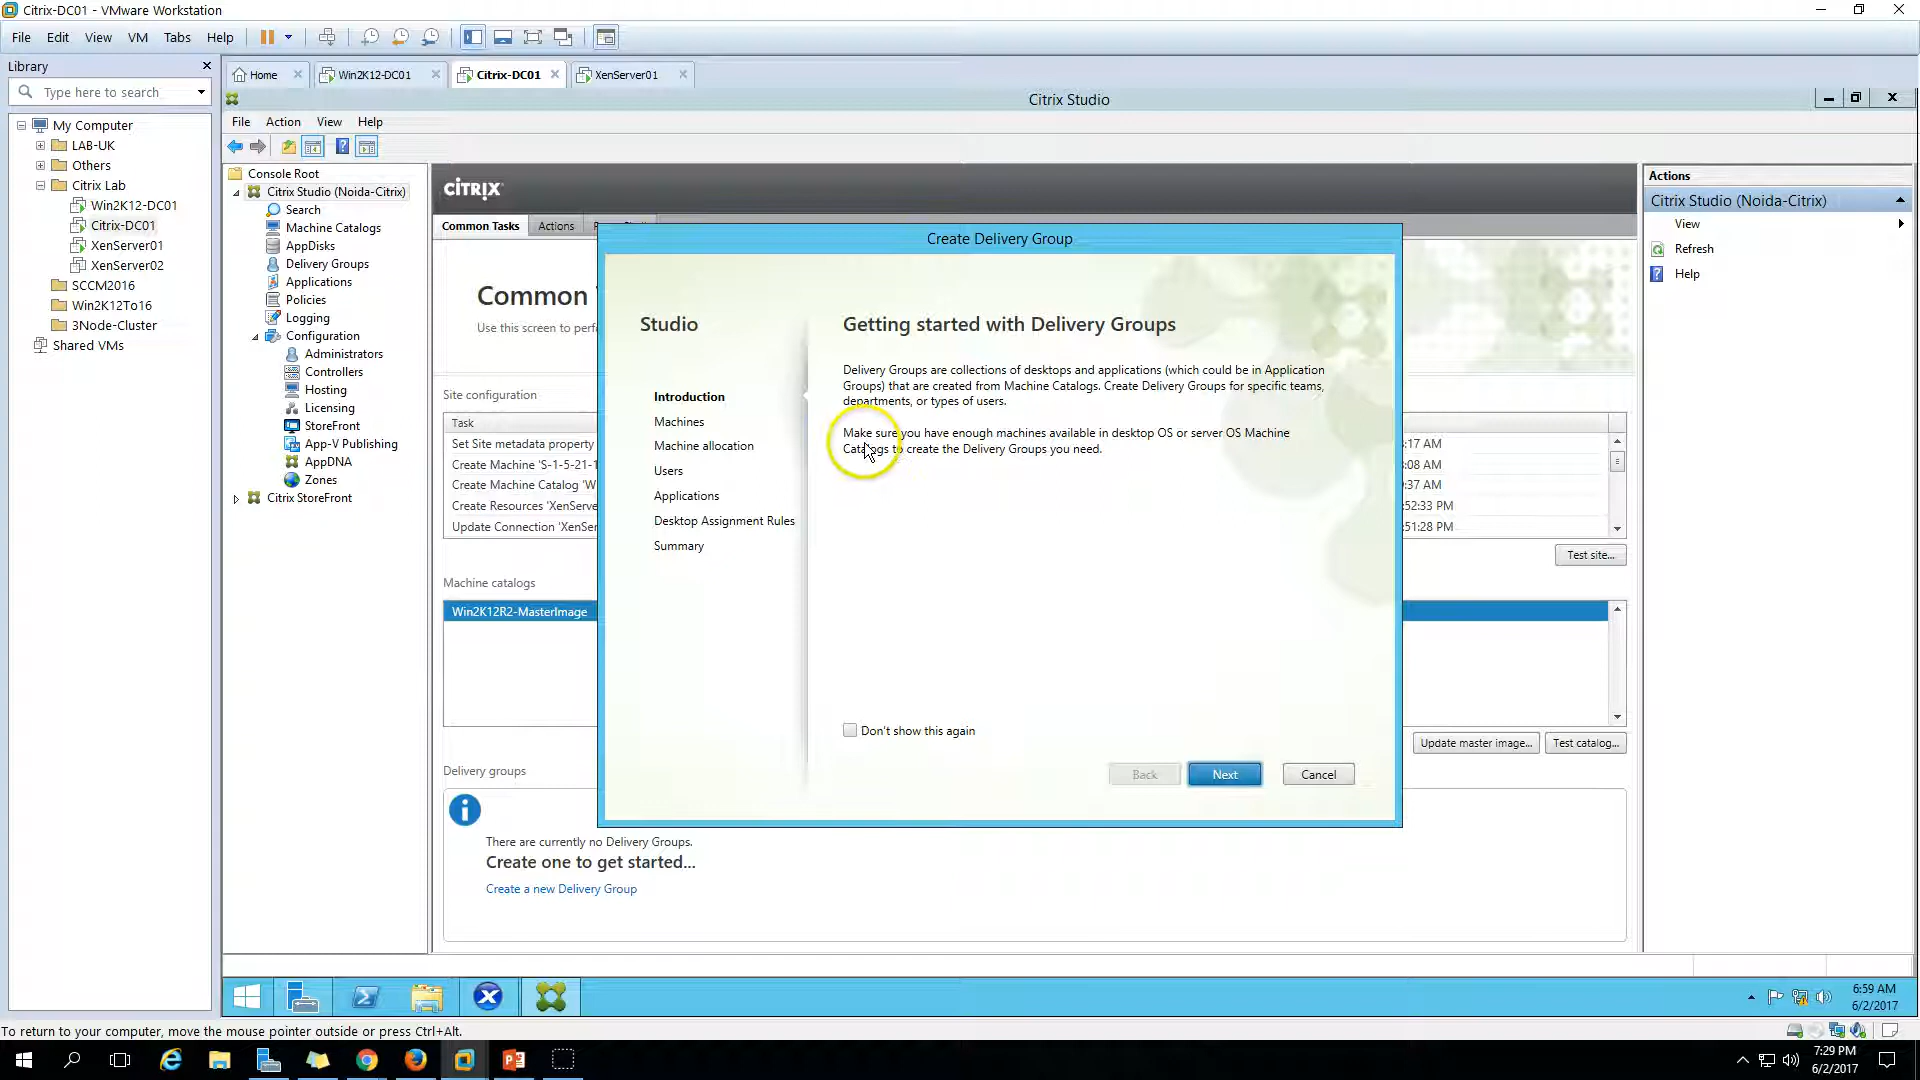 Citrix-DC01 - VMware Workstation
File Edit View VM Tabs Help
Library
Type here to search
My Computer
LAB-UK
Others
Citrix Lab
Win2K12-DC01
Citrix-DC01
XenServer01
XenServer02
SCCM2016
Win2K12To16
3Node-Cluster
Shared VMs
Home Win2K12-DC01 Citrix-DC01 XenServer01
Citrix Studio
File Action View Help
Console Root
Citrix Studio (Noida-Citrix)
Search
Machine Catalogs
AppDisks
Delivery Groups
Applications
Policies
Logging
Configuration
Administrators
Controllers
Hosting
Licensing
StoreFront
App-V Publishing
AppDNA
Zones
Citrix StoreFront
CITRIX
Common Tasks Actions
Common
Use this screen to perf
Site configuration
Task
Set Site metadata property
Create Machine 'S-1-5-21-1
Create Machine Catalog 'W
Create Resources 'XenServe
Update Connection 'XenSer
:17 AM
:08 AM
:37 AM
:52:33 PM
:51:28 PM
Test site...
Machine catalogs
Win2K12R2-MasterImage
Update master image... Test catalog...
Delivery groups
There are currently no Delivery Groups.
Create one to get started...
Create a new Delivery Group
Create Delivery Group
Studio
Introduction
Machines
Machine allocation
Users
Applications
Desktop Assignment Rules
Summary
Getting started with Delivery Groups
Delivery Groups are collections of desktops and applications (which could be in Application
Groups) that are created from Machine Catalogs. Create Delivery Groups for specific teams,
departments, or types of users.
Make sure you have enough machines available in desktop OS or server OS Machine
Catalogs to create the Delivery Groups you need.
Don't show this again
Back Next Cancel
Actions
Citrix Studio (Noida-Citrix)
View
Refresh
Help
6:59 AM
6/2/2017
To return to your computer, move the mouse pointer outside or press Ctrl+Alt.
7:29 PM
6/2/2017